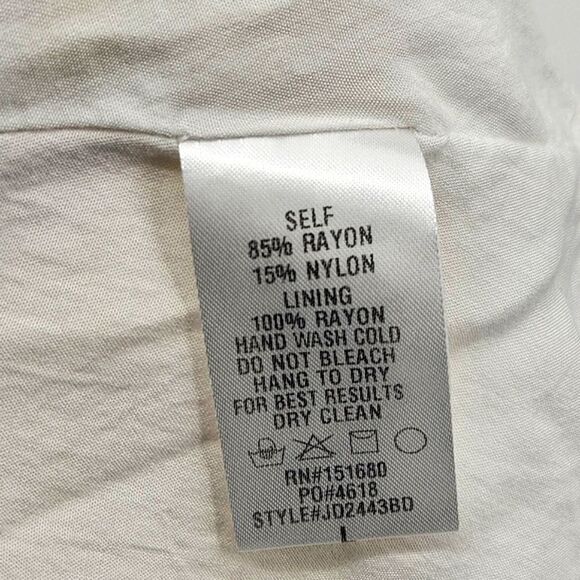 SELF
85% RAYON
15% NYLON
LINING
100% RAYON
HAND WASH COLD
DO NOT BLEACH
HANG TO DRY
FOR BEST RESULTS
DRY CLEAN
RN#151680
PO#4618
STYLE#JD2443BD
L